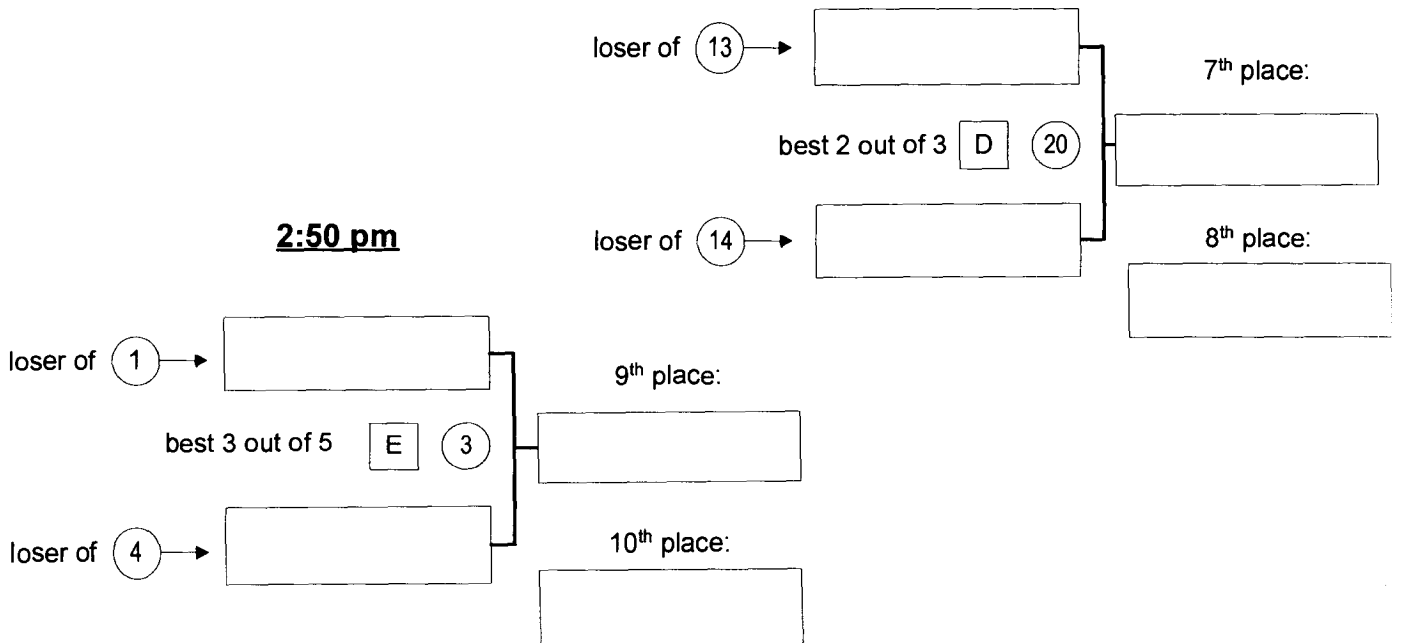 loser of 13
7th place:
best 2 out of 3 D 20
2:50 pm
loser of 14
8th place:
loser of 1
9th place:
best 3 out of 5 E 3
loser of 4
10th place: